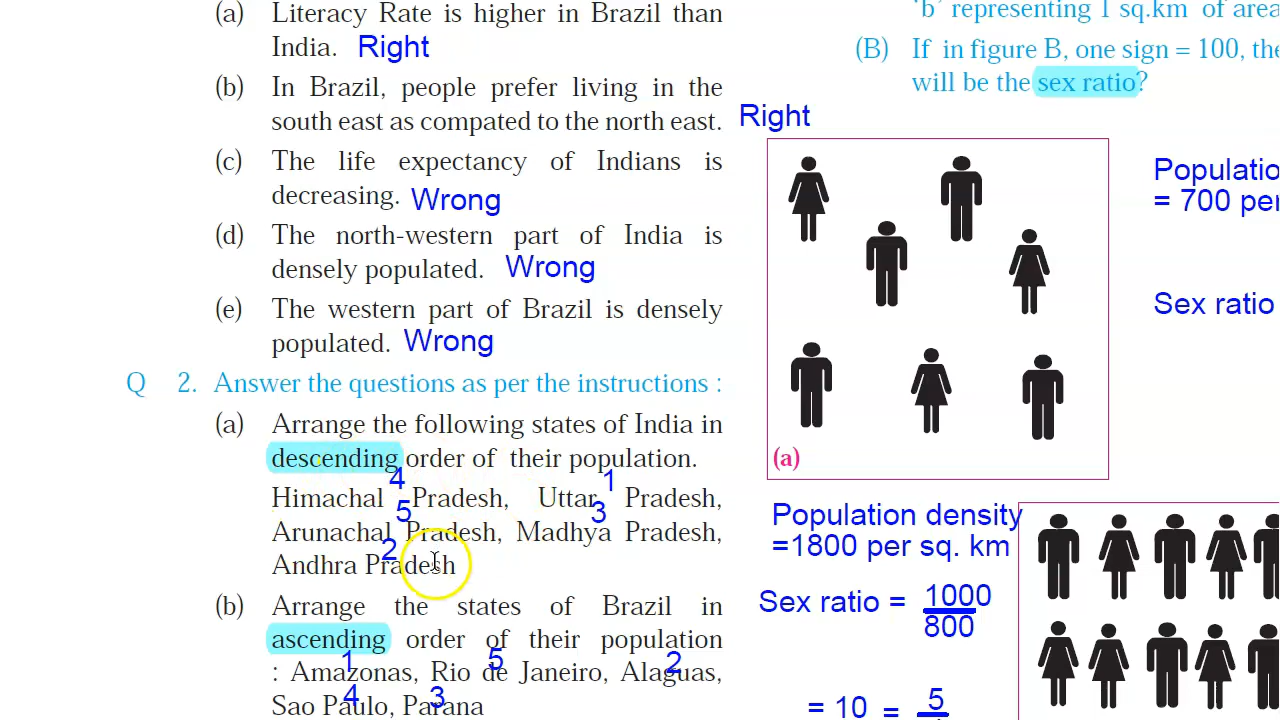 (a) Literacy Rate is higher in Brazil than
India. Right
(b) In Brazil, people prefer living in the
south east as compated to the north east. Right
(c) The life expectancy of Indians is
decreasing. Wrong
(d) The north-western part of India is
densely populated. Wrong
(e) The western part of Brazil is densely
populated. Wrong
Q 2. Answer the questions as per the instructions :
(a) Arrange the following states of India in
descending order of their population.
4 1
Himachal Pradesh, Uttar Pradesh,
5 3
Arunachal Pradesh, Madhya Pradesh,
2
Andhra Pradesh
(b) Arrange the states of Brazil in
ascending order of their population
1 5 2
: Amazonas, Rio de Janeiro, Alaguas,
4 3
Sao Paulo, Parana
'b' representing 1 sq.km of area
(B) If in figure B, one sign = 100, the
will be the sex ratio?
Populatio
= 700 per
Sex ratio
(a)
Population density
=1800 per sq. km
Sex ratio = 1000
800
= 10 = 5